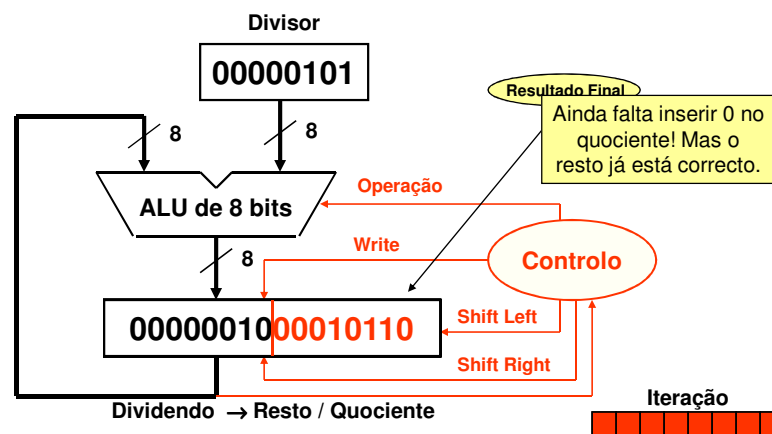 Divisor
00000101
Resultado Final
Ainda falta inserir 0 no
quociente! Mas o
resto já está correcto.
8
8
Operação
ALU de 8 bits
Write
8
Controlo
0000001000010110
Shift Left
Shift Right
Iteração
Dividendo → Resto / Quociente